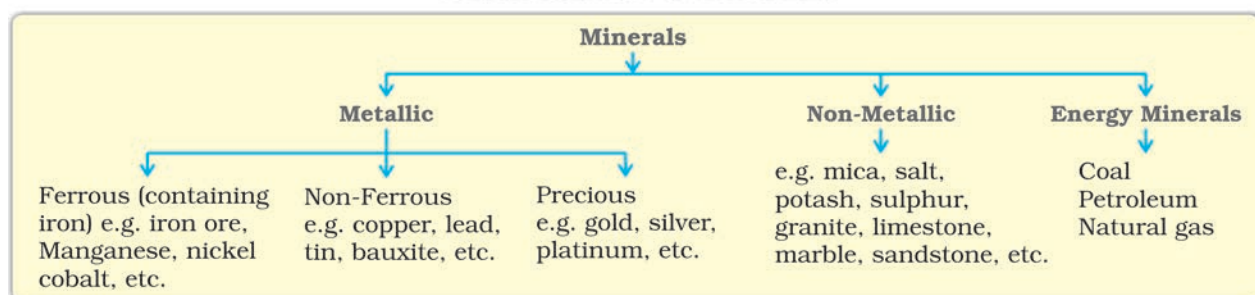 Minerals
Metallic
Non-Metallic
Energy Minerals
Ferrous (containing
iron) e.g. iron ore,
Manganese, nickel
cobalt, etc.
Non-Ferrous
e.g. copper, lead,
tin, bauxite, etc.
Precious
e.g. gold, silver,
platinum, etc.
e.g. mica, salt,
potash, sulphur,
granite, limestone,
marble, sandstone, etc.
Coal
Petroleum
Natural gas